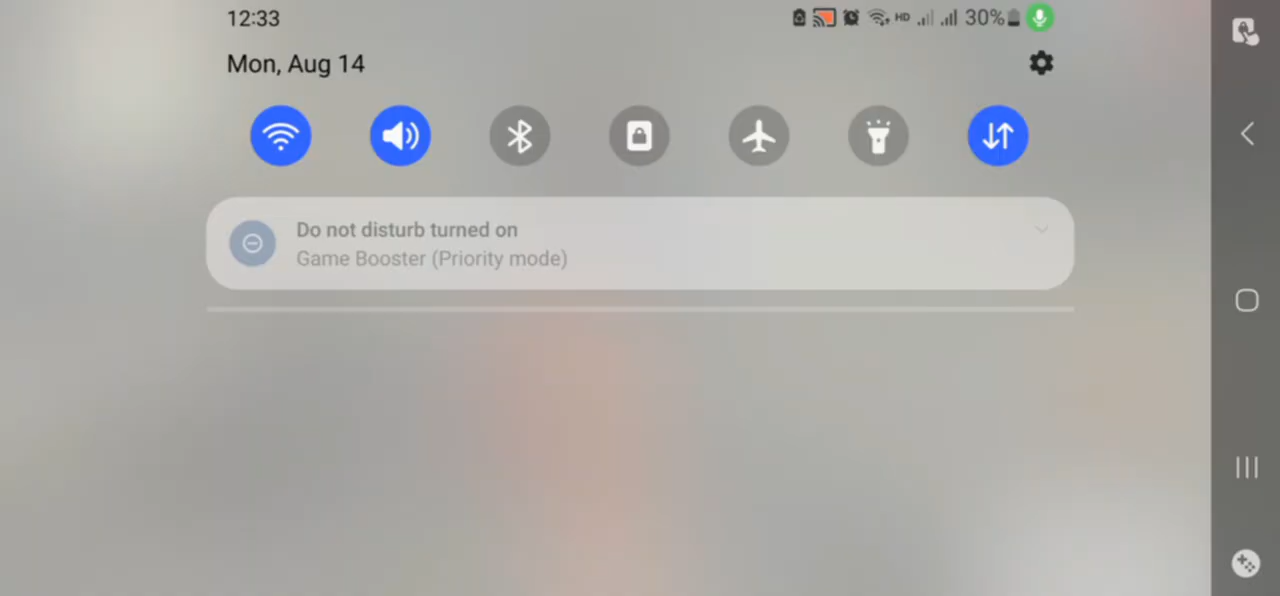 12:33
HD
30%
Mon, Aug 14
Do not disturb turned on
Game Booster (Priority mode)